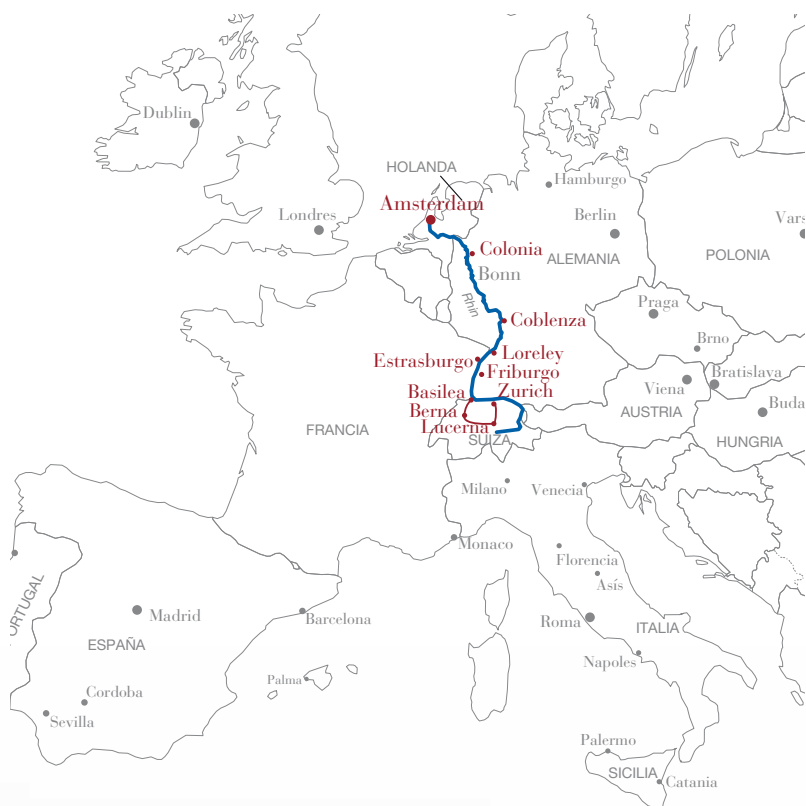 Dublin
HOLANDA
Hamburgo
Amsterdam
Londres
Berlin
Vars
Colonia
ALEMANIA
POLONIA
Bonn
Rhin
Praga
Coblenza
Brno
Loreley
Estrasburgo
Friburgo
Bratislava
Viena
Basilea
Zurich
Berna
AUSTRIA
Buda
Lucerna
FRANCIA
SUIZA
HUNGRIA
Milano
Venecia
Monaco
Florencia
Asís
ORTUGAL
Madrid
Barcelona
Roma
ITALIA
ESPAÑA
Napoles
Palma
Cordoba
Sevilla
Palermo
SICILIA
Catania